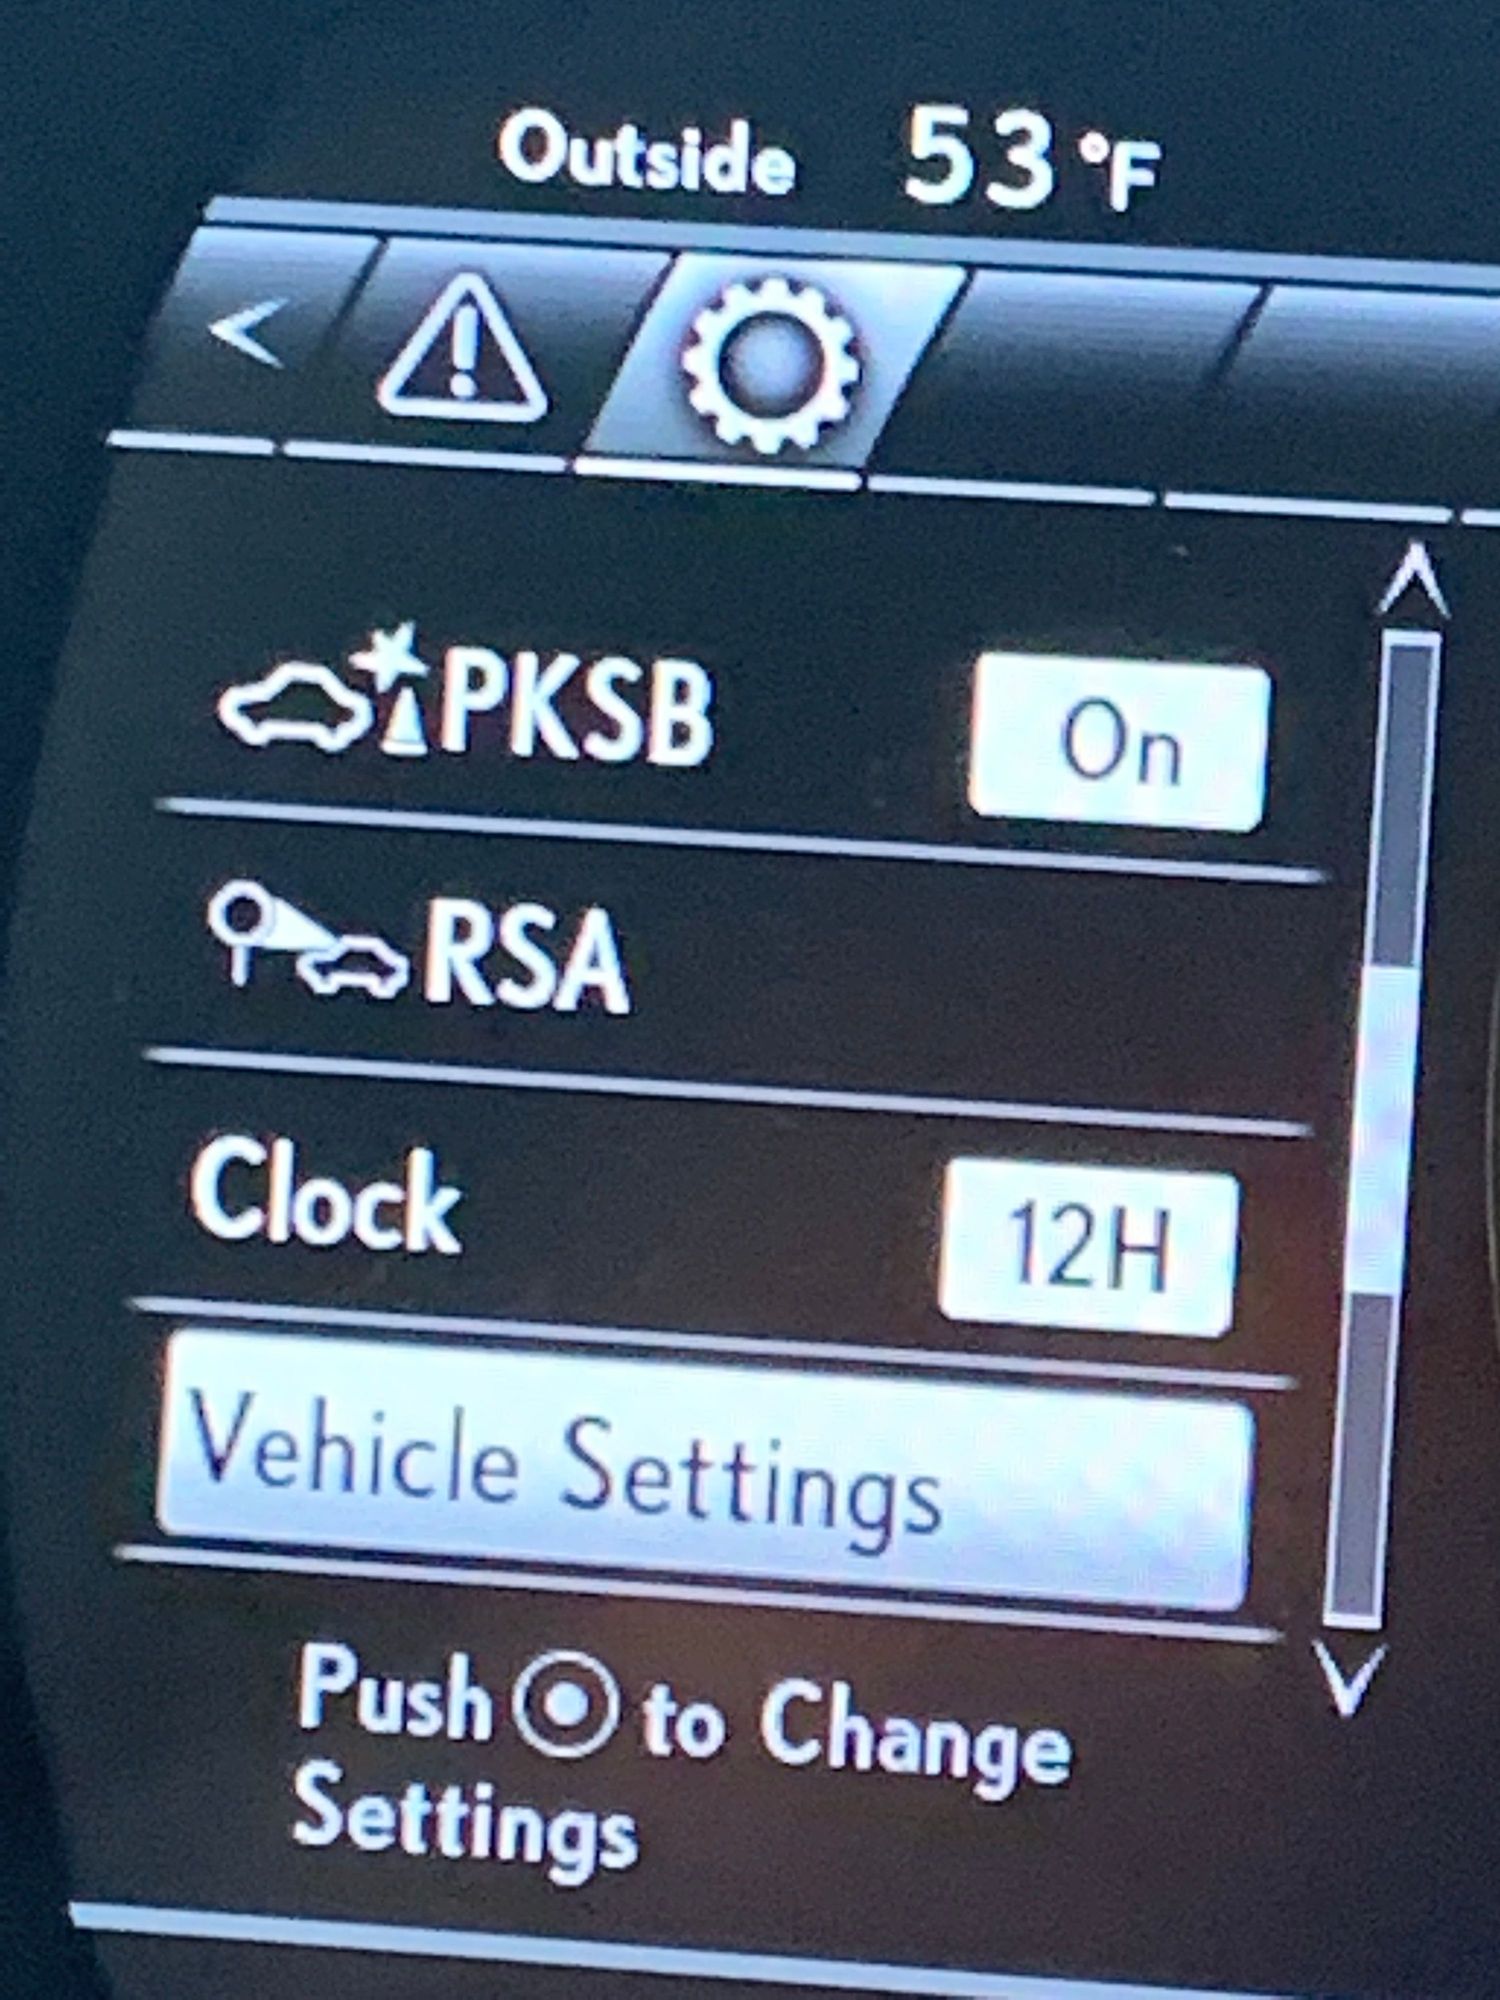 Outside 53 °F
PKSB On
RSA
Clock 12H
Vehicle Settings
Push to Change
Settings